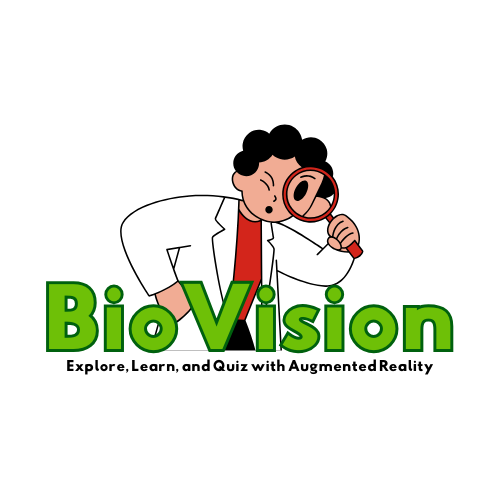 BioVision
Explore, Learn, and Quiz with Augmented Reality